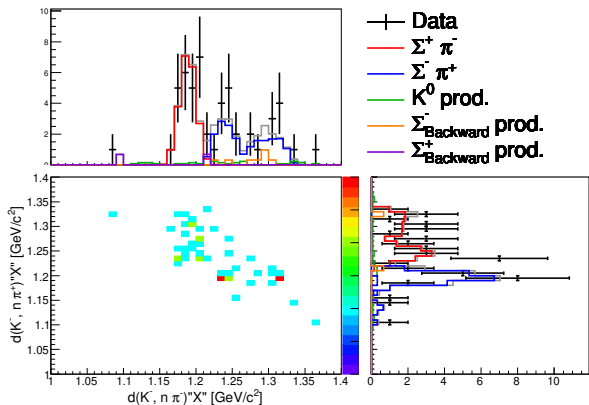 Data
Σ⁺ π⁻
Σ⁻ π⁺
K⁰ prod.
Σ⁻Backward prod.
Σ⁺Backward prod.
10
8
6
4
2
0
1.4
1.35
1.3
1.25
1.2
1.15
1.1
1.05
1
d(K⁻, n π⁺)"X" [GeV/c²]
1 1.05 1.1 1.15 1.2 1.25 1.3 1.35 1.4
d(K⁻, n π⁻)"X" [GeV/c²]
0 2 4 6 8 10